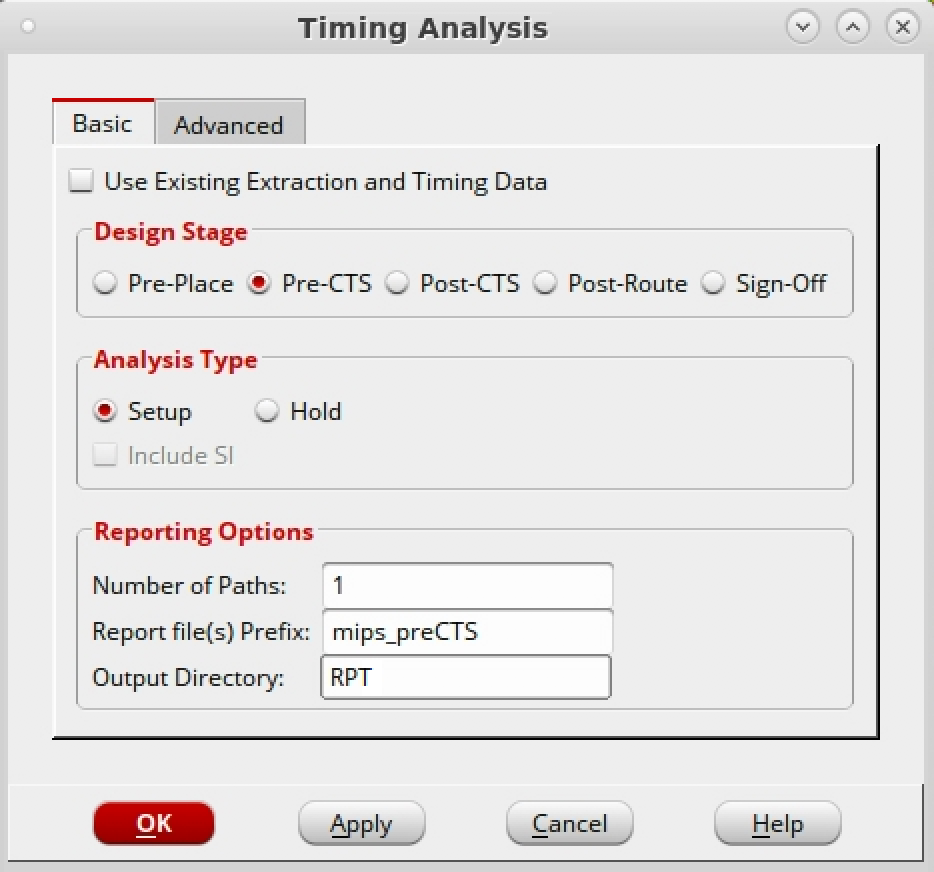 Timing Analysis
Basic Advanced
Use Existing Extraction and Timing Data
Design Stage
Pre-Place Pre-CTS Post-CTS Post-Route Sign-Off
Analysis Type
Setup Hold
Include SI
Reporting Options
Number of Paths: 1
Report file(s) Prefix: mips_preCTS
Output Directory: RPT
OK Apply Cancel Help